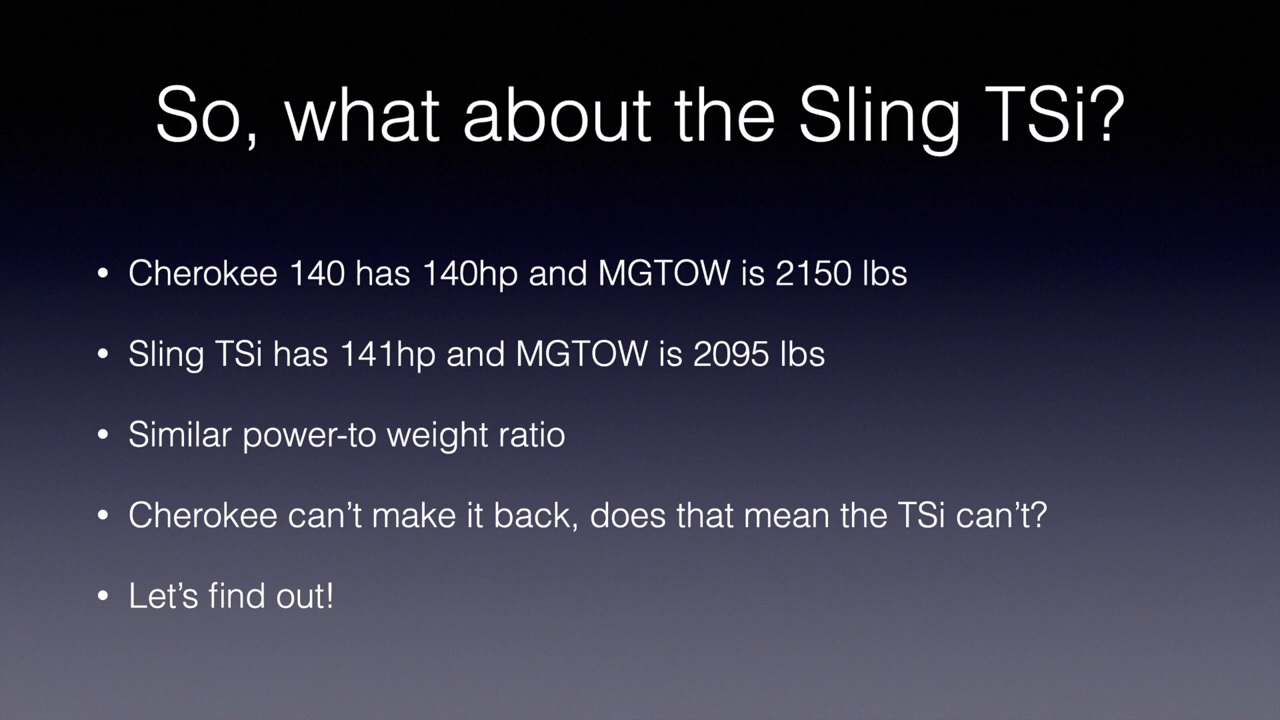 So, what about the Sling TSi?
• Cherokee 140 has 140hp and MGTOW is 2150 lbs
• Sling TSi has 141hp and MGTOW is 2095 lbs
• Similar power-to weight ratio
• Cherokee can’t make it back, does that mean the TSi can’t?
• Let’s find out!